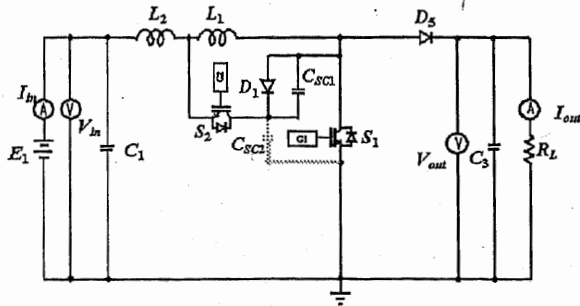 L2 L1 D5
D1 CSC1
Iin A V Vin
S2
E1 C1 CSC2 G1 S1
V Vout C3
A Iout
RL